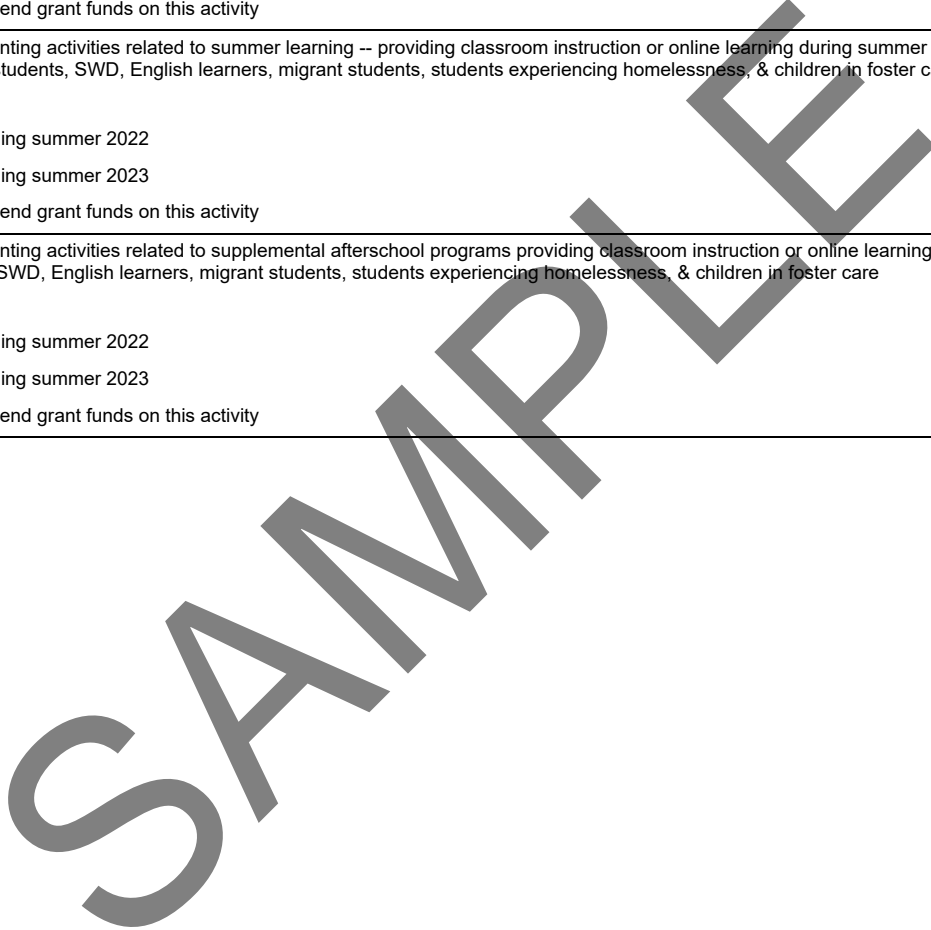 end grant funds on this activity
nting activities related to summer learning -- providing classroom instruction or online learning during summer
tudents, SWD, English learners, migrant students, students experiencing homelessness, & children in foster c
ing summer 2022
ing summer 2023
end grant funds on this activity
nting activities related to supplemental afterschool programs providing classroom instruction or online learning
SWD, English learners, migrant students, students experiencing homelessness, & children in foster care
ing summer 2022
ing summer 2023
end grant funds on this activity
SAMPLE